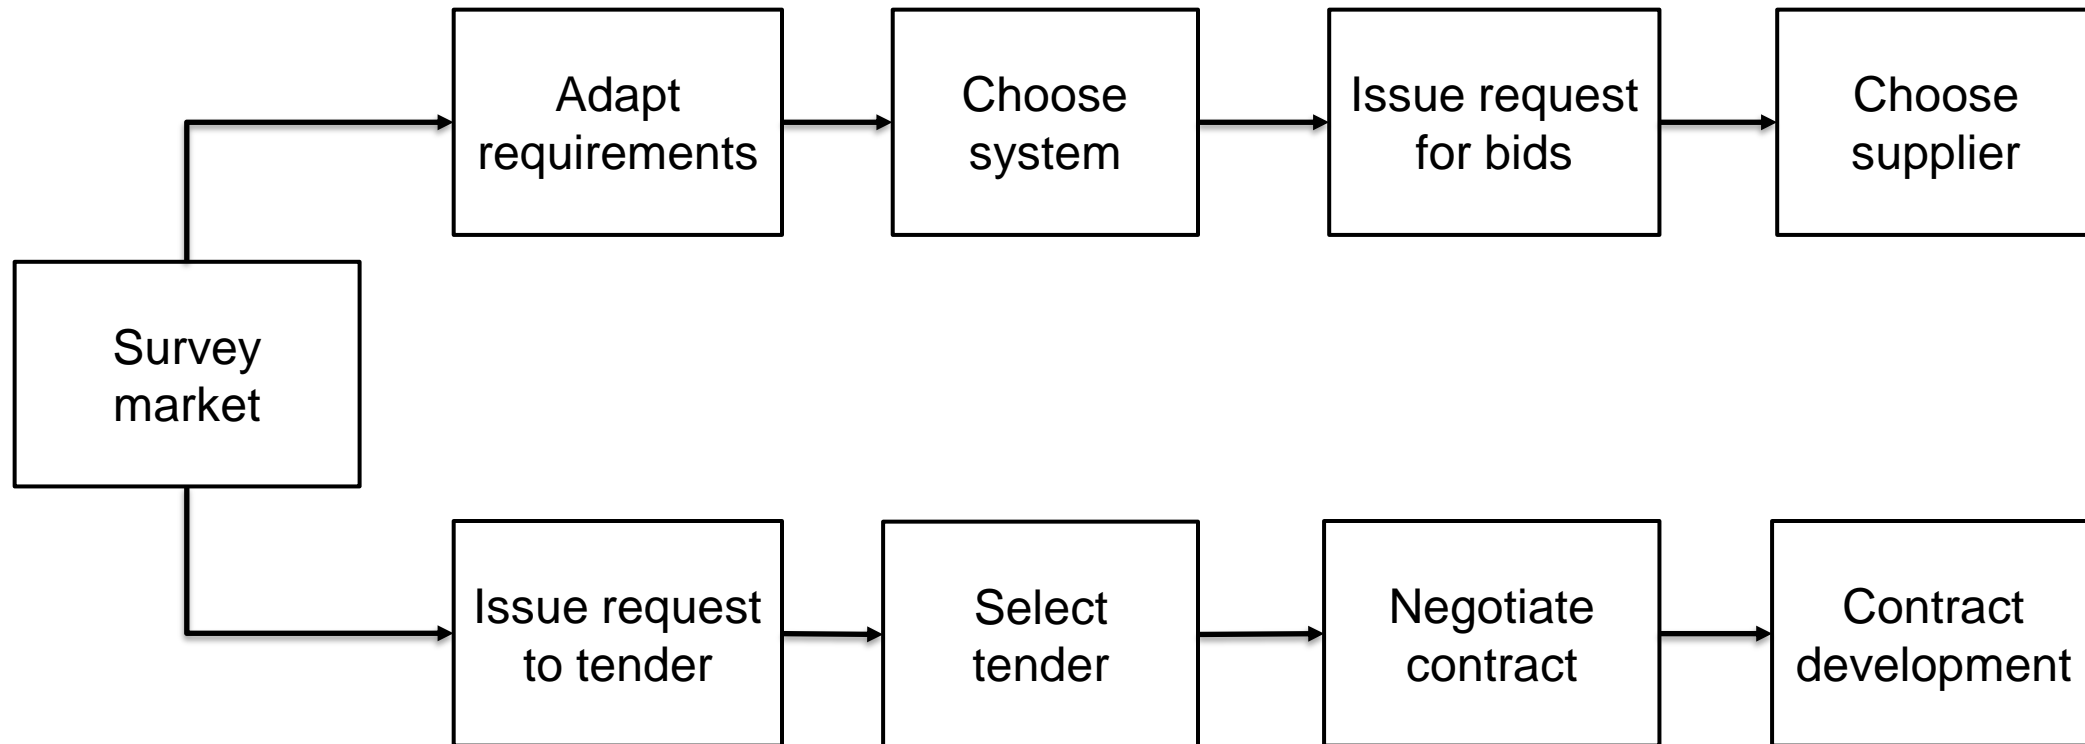 Adapt
requirements
Choose
system
Issue request
for bids
Choose
supplier
Survey
market
Issue request
to tender
Select
tender
Negotiate
contract
Contract
development